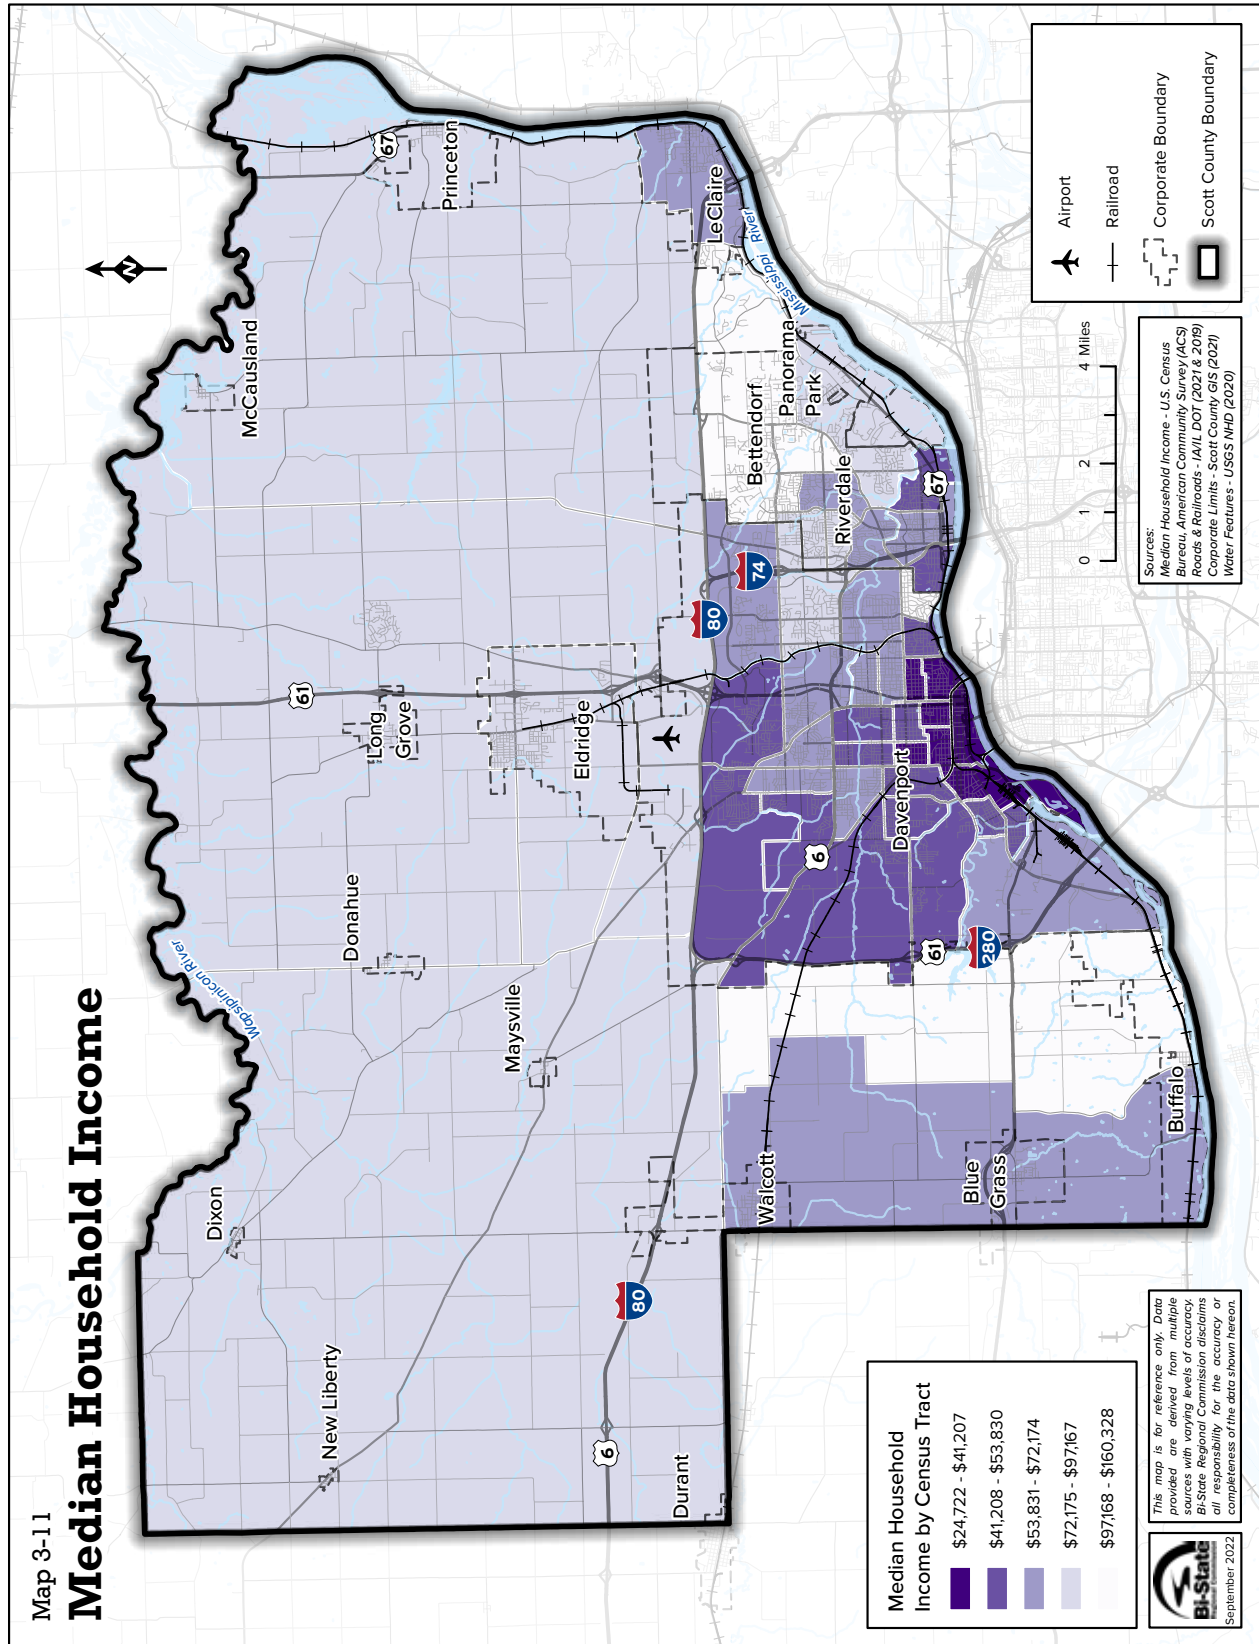 Map 3-11
Median Household Income
New Liberty
Dixon
Wapsipinicon River
Donahue
Maysville
Long
Grove
61
McCausland
67
Princeton
N
Durant
6
80
Eldridge
80
74
Walcott
Blue
Grass
Buffalo
61
280
6
Davenport
Riverdale
67
Bettendorf
Panorama
Park
LeClaire
Mississippi River
Median Household
Income by Census Tract
$24,722 - $41,207
$41,208 - $53,830
$53,831 - $72,174
$72,175 - $97,167
$97,168 - $160,328
Bi-State
Regional Commission
September 2022
This map is for reference only. Data
provided are derived from multiple
sources with varying levels of accuracy.
Bi-State Regional Commission disclaims
all responsibility for the accuracy or
completeness of the data shown hereon.
0 1 2 4 Miles
Sources:
Median Household Income - U.S. Census
Bureau, American Community Survey (ACS)
Roads & Railroads - IA/IL DOT (2021 & 2019)
Corporate Limits - Scott County GIS (2021)
Water Features - USGS NHD (2020)
Airport
Railroad
Corporate Boundary
Scott County Boundary